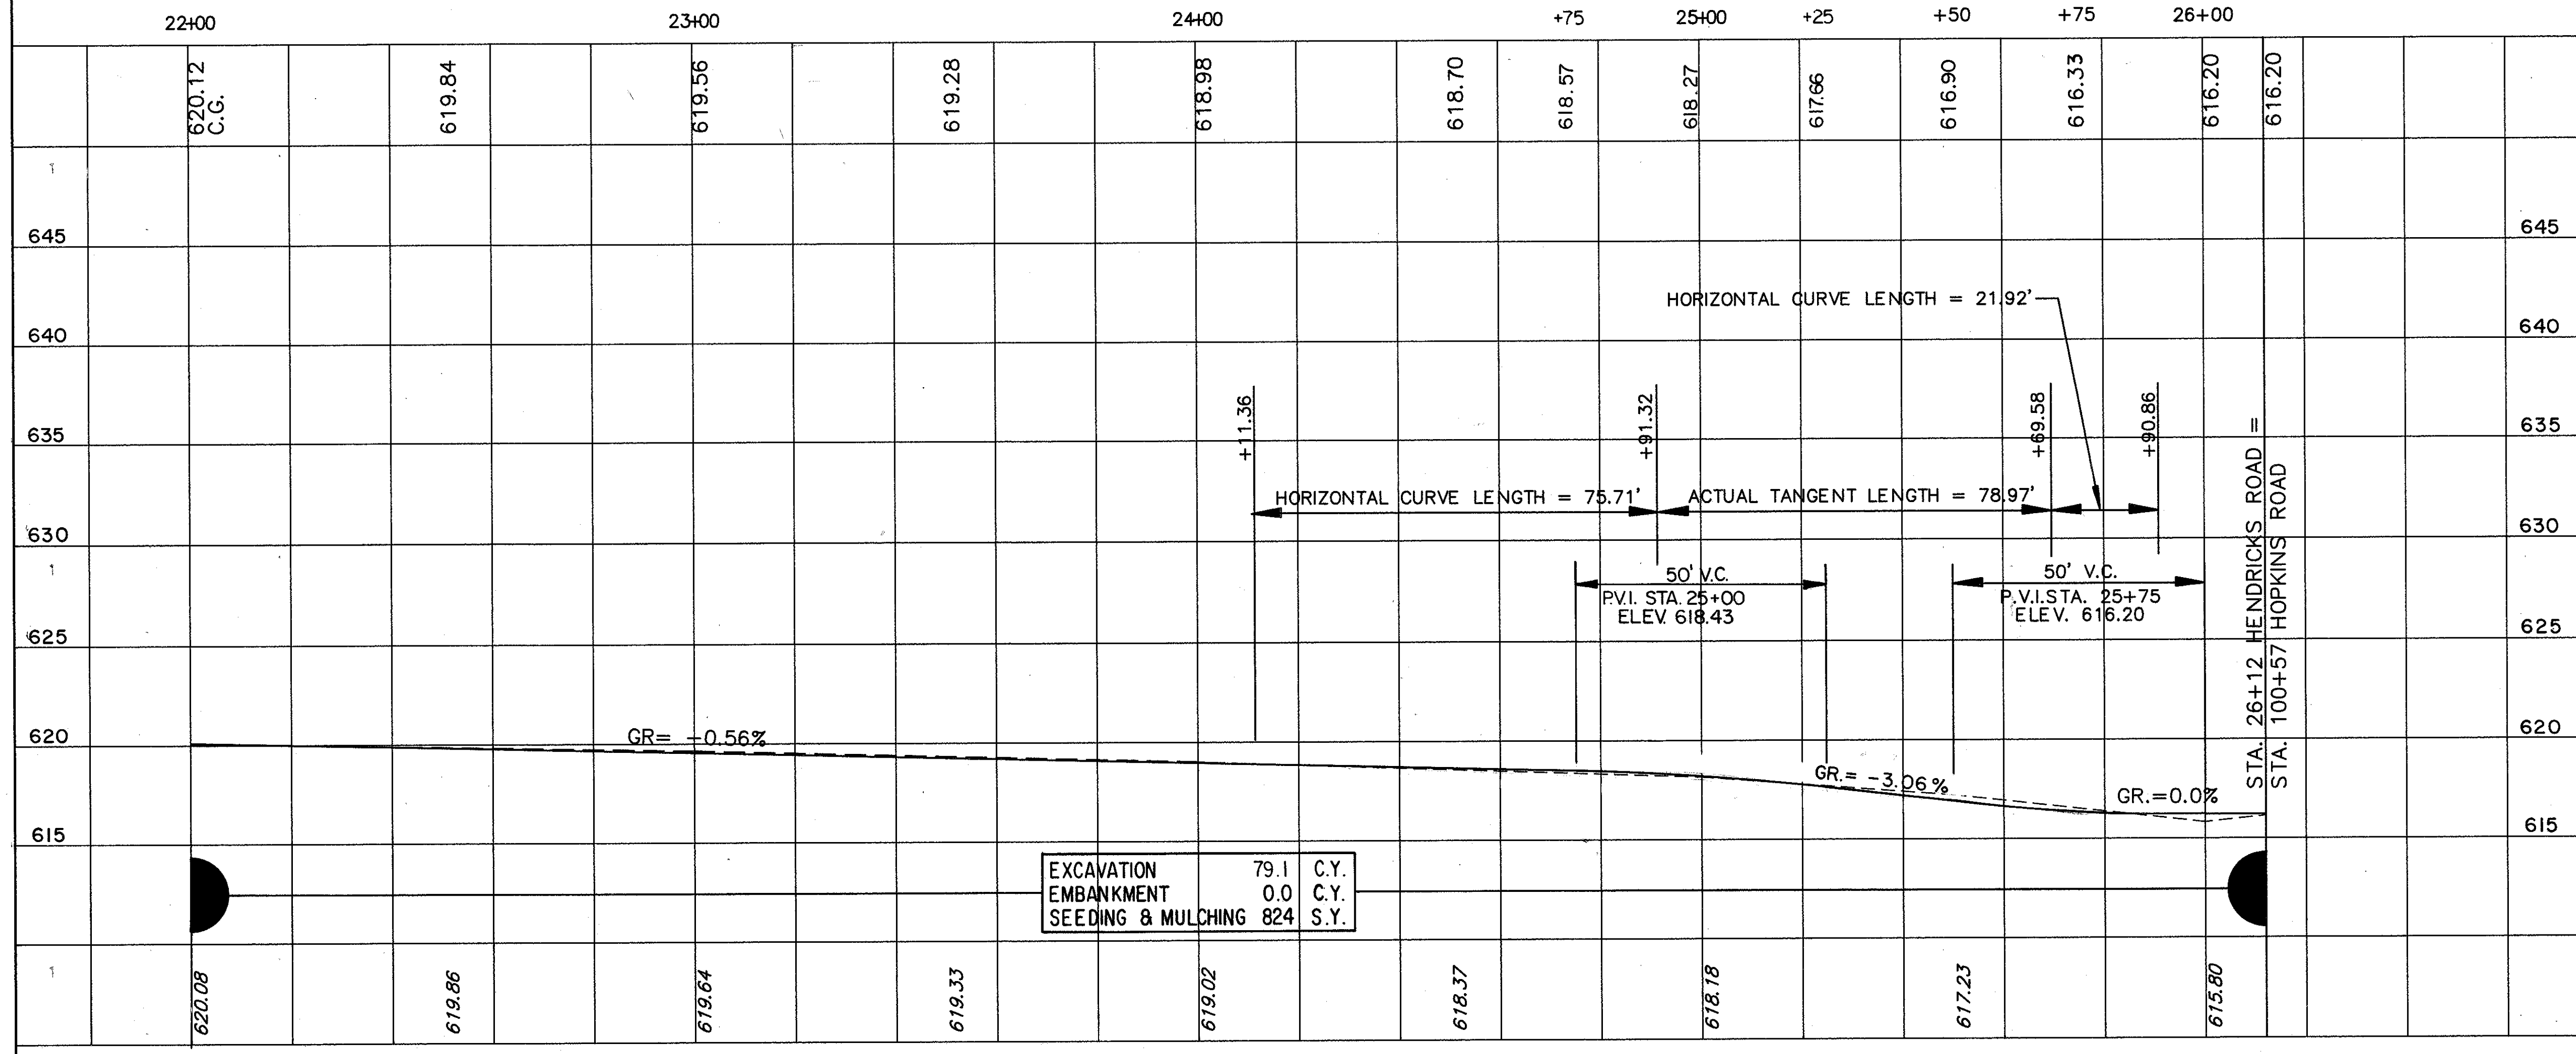 22+00 23+00 24+00 +75 25+00 +25 +50 +75 26+00
620.12 619.84 619.56 619.28 618.98 618.70 618.57 618.27 617.66 616.90 616.33 616.20 616.20
C.G.
645 645
HORIZONTAL CURVE LENGTH = 21.92'
640 640
+11.36 +91.32 +69.58 +90.86
635 635
HORIZONTAL CURVE LENGTH = 75.71' ACTUAL TANGENT LENGTH = 78.97'
630 630
50' V.C.
P.V.I. STA. 25+00
ELEV. 618.43
50' V.C.
P.V.I. STA. 25+75
ELEV. 616.20
625 625
STA. 26+12 HENDRICKS ROAD =
STA. 100+57 HOPKINS ROAD
620 620
GR= -0.56%
GR.= -3.06%
GR.=0.0%
615 615
EXCAVATION 79.1 C.Y.
EMBANKMENT 0.0 C.Y.
SEEDING & MULCHING 824 S.Y.
620.08 619.86 619.64 619.33 619.02 618.37 618.18 617.23 615.80